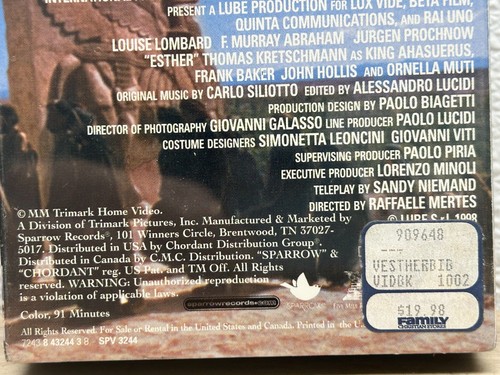 PRESENT A LUBE PRODUCTION FOR LUX VIDE, BETA FILM,
QUINTA COMMUNICATIONS, AND RAI UNO
LOUISE LOMBARD F. MURRAY ABRAHAM JURGEN PROCHNOW
"ESTHER" THOMAS KRETSCHMANN AS KING AHASUERUS,
FRANK BAKER JOHN HOLLIS AND ORNELLA MUTI
ORIGINAL MUSIC BY CARLO SILIOTTO EDITED BY ALESSANDRO LUCIDI
PRODUCTION DESIGN BY PAOLO BIAGETTI
DIRECTOR OF PHOTOGRAPHY GIOVANNI GALASSO LINE PRODUCER PAOLO LUCIDI
COSTUME DESIGNERS SIMONETTA LEONCINI GIOVANNI VITI
SUPERVISING PRODUCER PAOLO PIRIA
EXECUTIVE PRODUCER LORENZO MINOLI
TELEPLAY BY SANDY NIEMAND
DIRECTED BY RAFFAELE MERTES
© LUBE S.r.l. 1998
© MM Trimark Home Video.
A Division of Trimark Pictures, Inc. Manufactured & Marketed by
Sparrow Records®, 101 Winners Circle, Brentwood, TN 37027-
5017. Distributed in USA by Chordant Distribution Group.
Distributed in Canada by C.M.C. Distribution. "SPARROW" &
"CHORDANT" reg. US Pat. and TM Off. All Rights
reserved. WARNING: Unauthorized reproduction
is a violation of applicable laws.
sparrowrecords
SPARROW
Color, 91 Minutes
All Rights Reserved. For Sale or Rental in the United States and Canada. Printed in the U.
7243 8 43244 3 8 SPV 3244
909648
VESTHERBIB
VIDBK 1002
$19.98
FAMILY
CHRISTIAN STORES